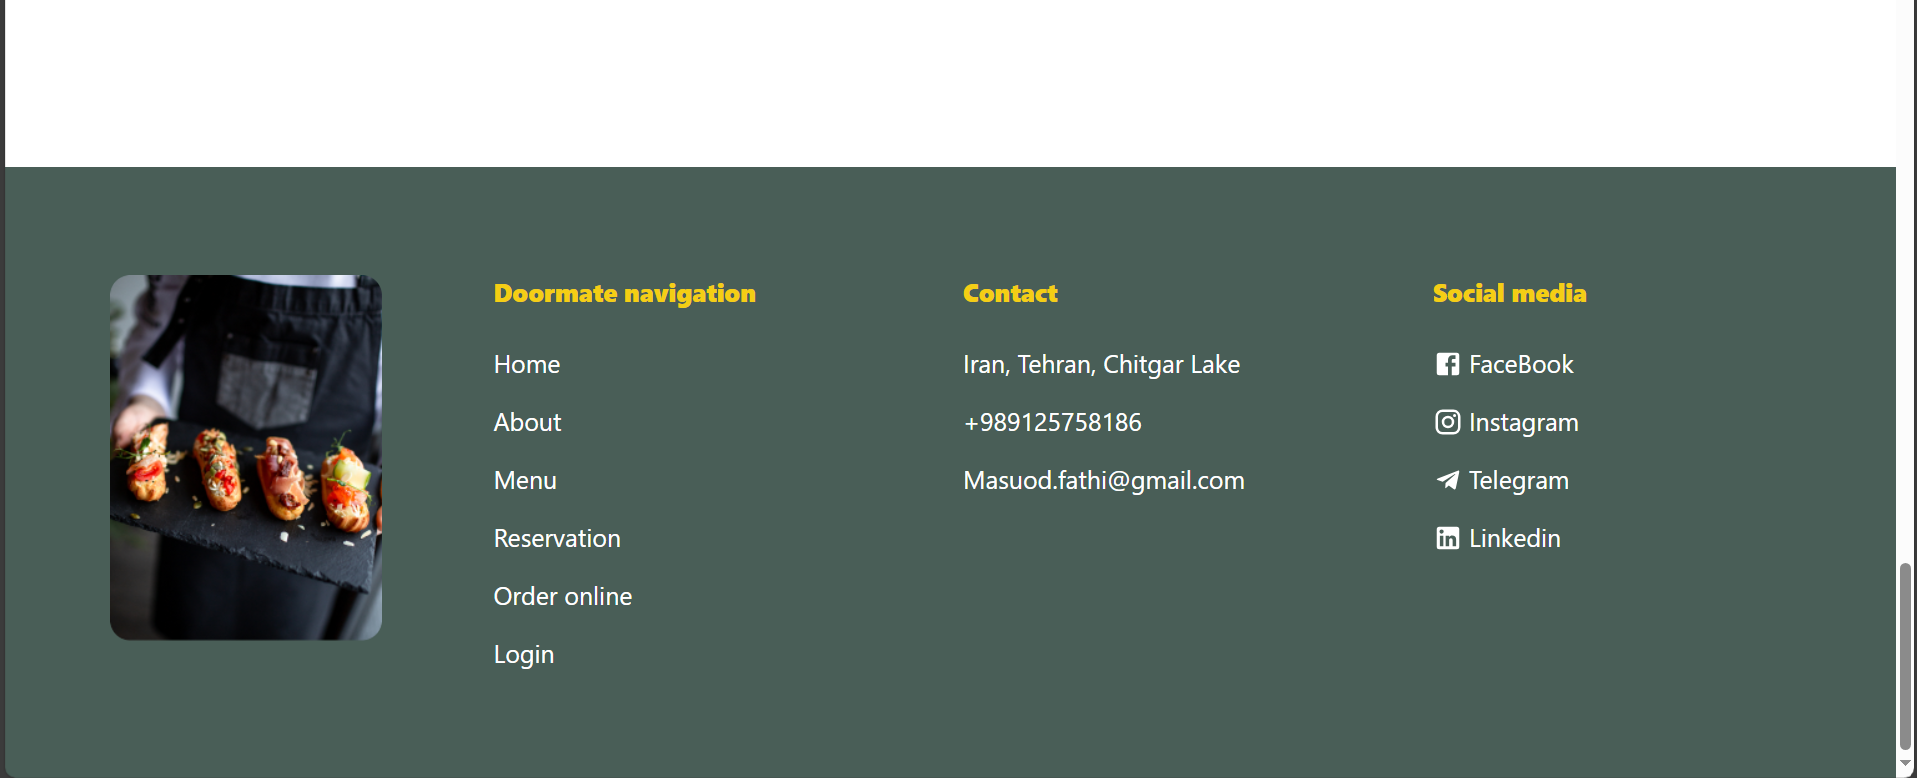 Doormate navigation
Home
About
Menu
Reservation
Order online
Login
Contact
Iran, Tehran, Chitgar Lake
+989125758186
Masuod.fathi@gmail.com
Social media
FaceBook
Instagram
Telegram
Linkedin